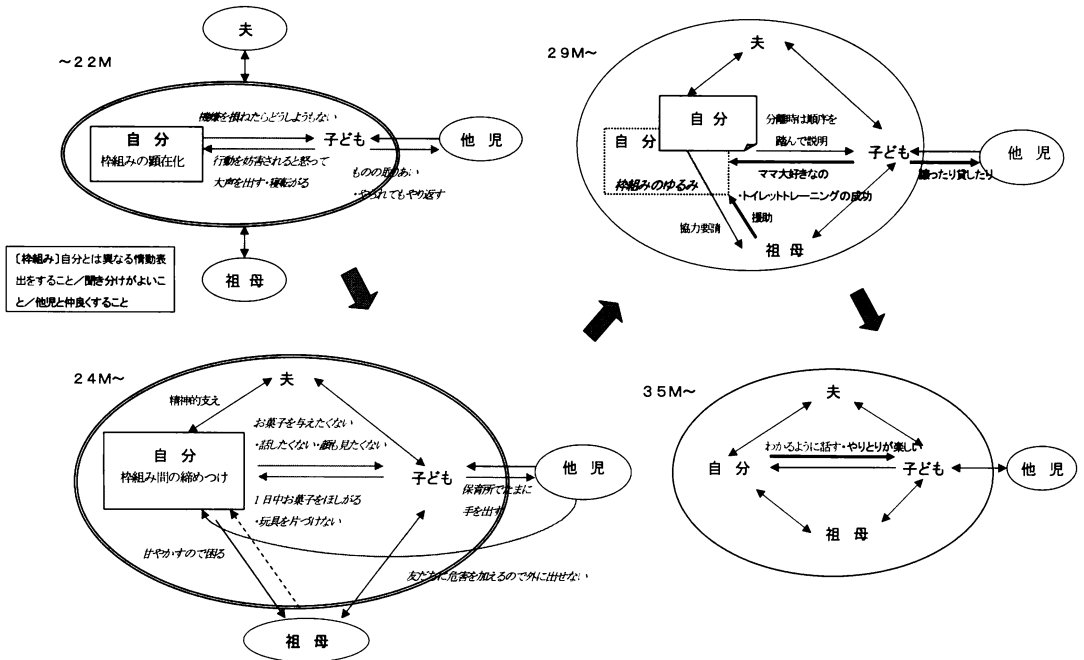 ~22M
夫
自 分
枠組みの顕在化
機嫌を損ねたらどうしようもない
子ども
行動を妨害されると怒って
大声を出す・寝転がる
他 児
ものの取りあい
・やられてもやり返す
祖 母
〔枠組み〕自分とは異なる情動表
出をすること/聞き分けがよいこ
と/他児と仲良くすること
24M~
夫
精神的支え
お菓子を与えたくない
・話したくない・顔も見たくない
自 分
枠組み間の締めつけ
子ども
1日中お菓子をほしがる
・玩具を片づけない
他 児
保育所でたまに
手を出す
甘やかすので困る
友だちに危害を加えるので外に出せない
祖 母
29M~
夫
自 分
自 分
枠組みのゆるみ
分離時は順序を
踏んで説明
子ども
ママ大好きなの
・トイレットトレーニングの成功
他 児
譲ったり貸したり
援助
協力要請
祖 母
35M~
夫
わかるように話す・やりとりが楽しい
自 分
子ども
他 児
祖 母